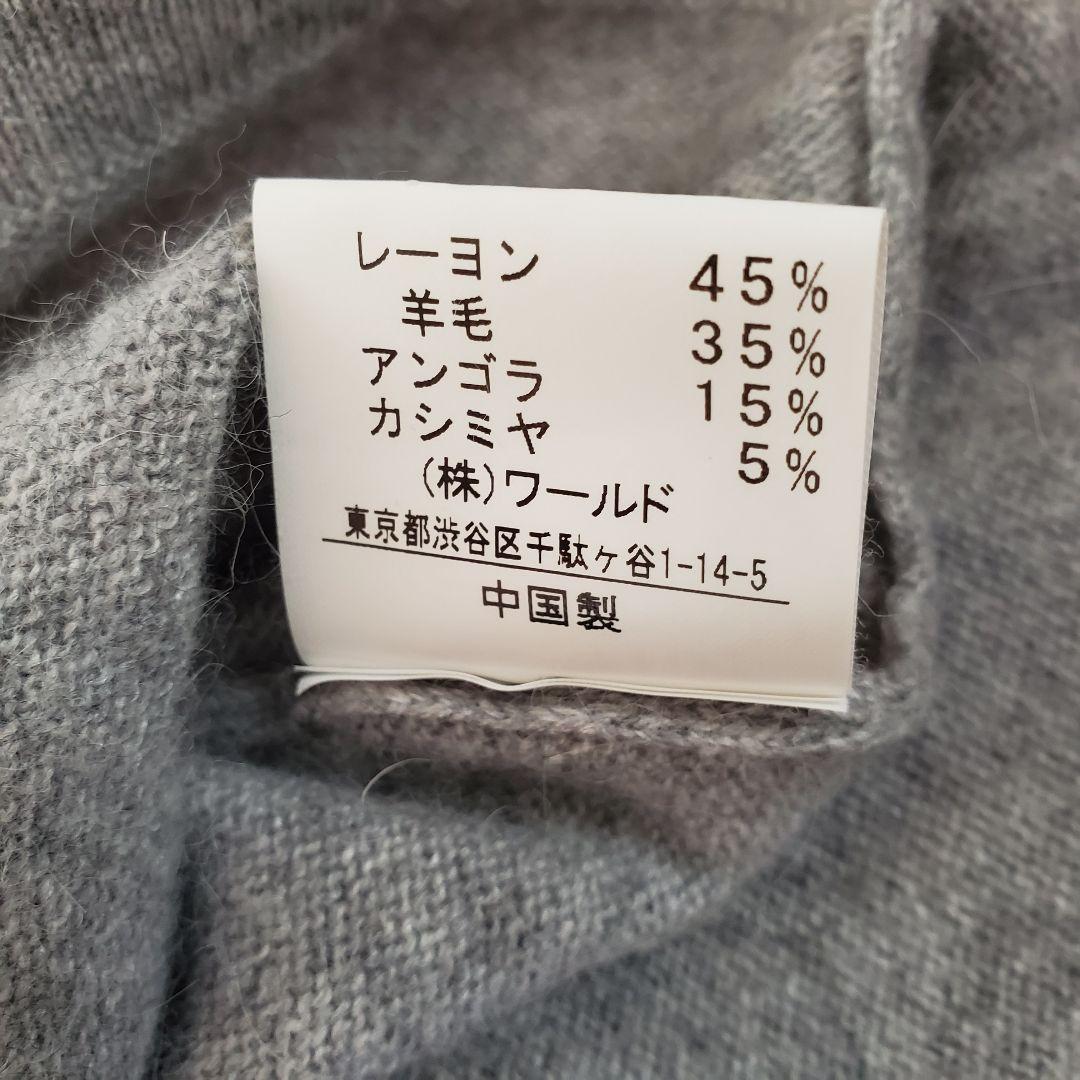 レーヨン 45%
羊毛 35%
アンゴラ 15%
カシミヤ 5%
(株)ワールド
東京都渋谷区千駄ヶ谷1-14-5
中国製